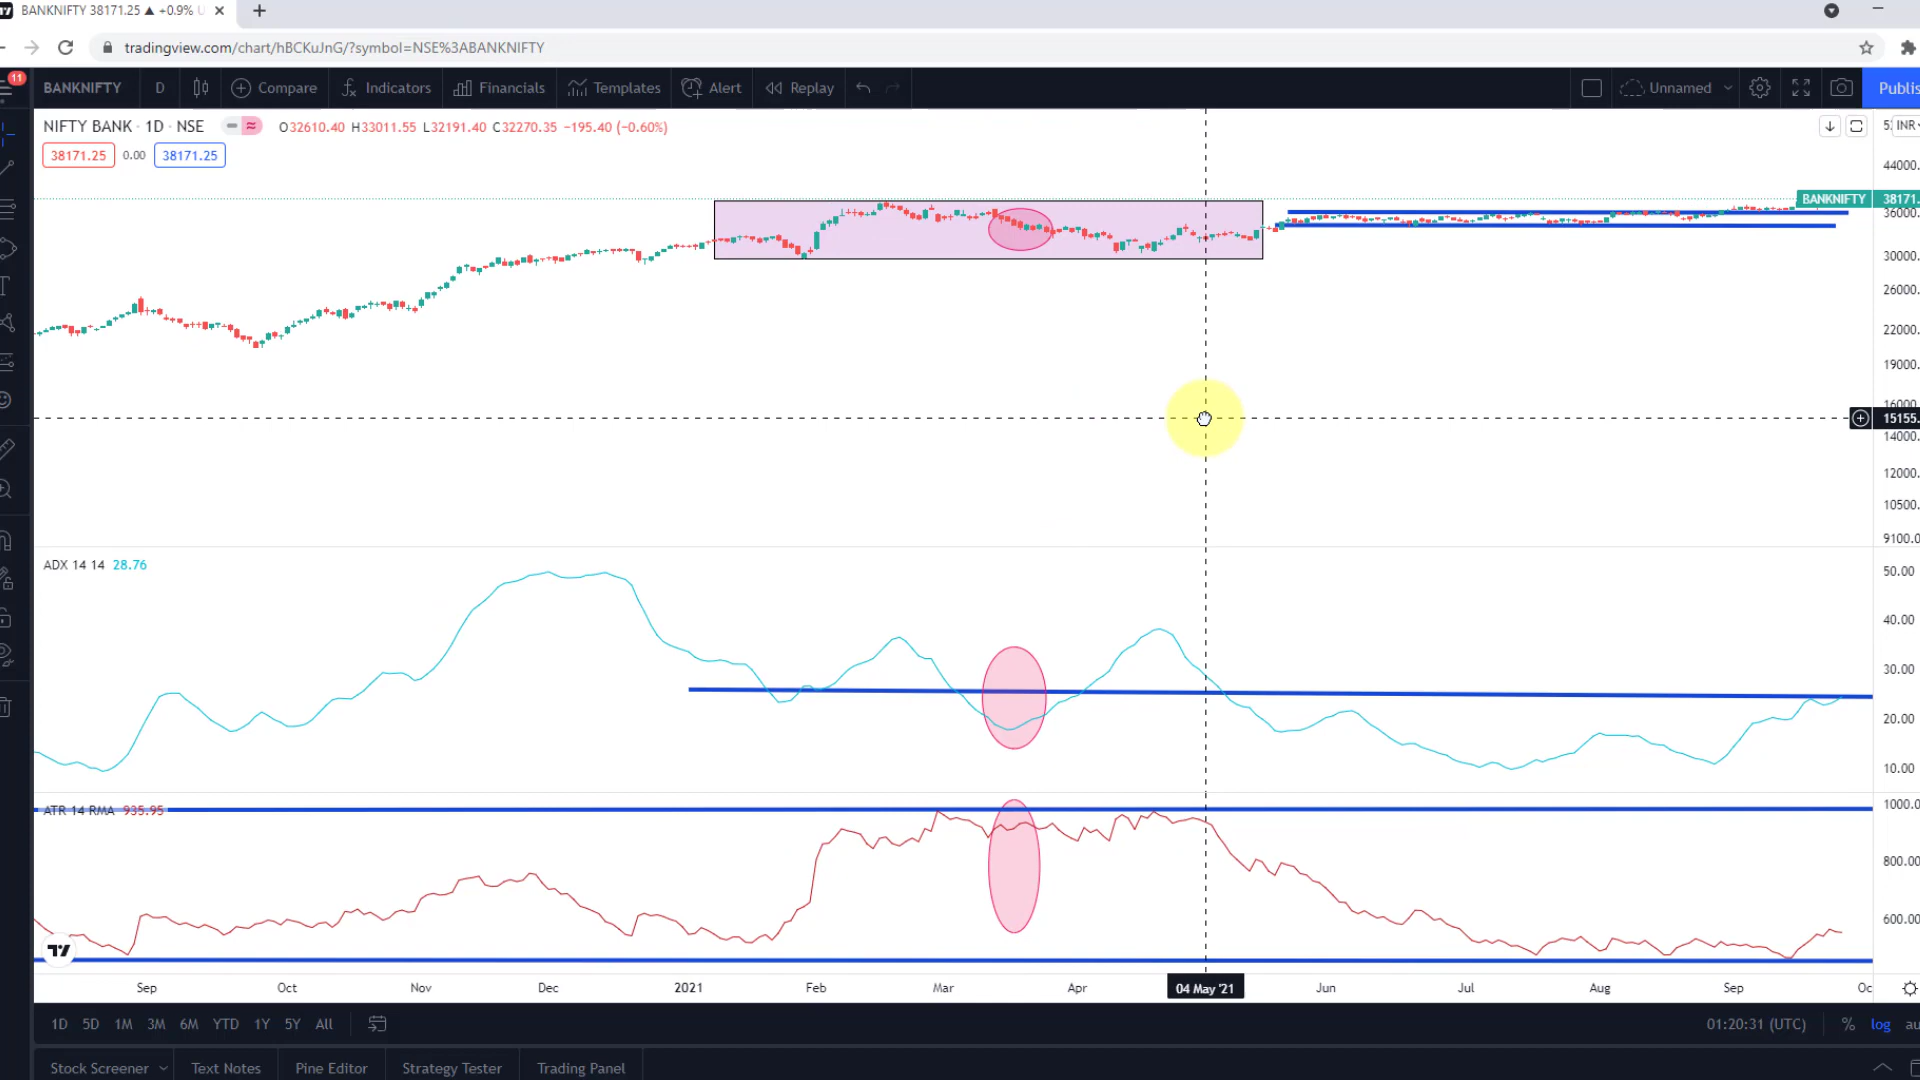 BANKNIFTY 38171.25 ▲ +0.9%
tradingview.com/chart/hBCKuJnG/?symbol=NSE%3ABANKNIFTY
11
BANKNIFTY D Compare Indicators Financials Templates Alert Replay Unnamed
NIFTY BANK · 1D · NSE O32610.40 H33011.55 L32191.40 C32270.35 −195.40 (−0.60%)
INR
38171.25 0.00 38171.25
44000.
BANKNIFTY 38171.
36000.
30000.
26000.
22000.
19000.
16000.
15155.
14000.
12000.
10500.
9100.0
ADX 14 14 28.76
50.00
40.00
30.00
20.00
10.00
ATR 14 RMA 935.95
1000.0
800.00
600.00
Sep Oct Nov Dec 2021 Feb Mar Apr 04 May '21 Jun Jul Aug Sep Oc
1D 5D 1M 3M 6M YTD 1Y 5Y All 01:20:31 (UTC) % log au
Stock Screener Text Notes Pine Editor Strategy Tester Trading Panel